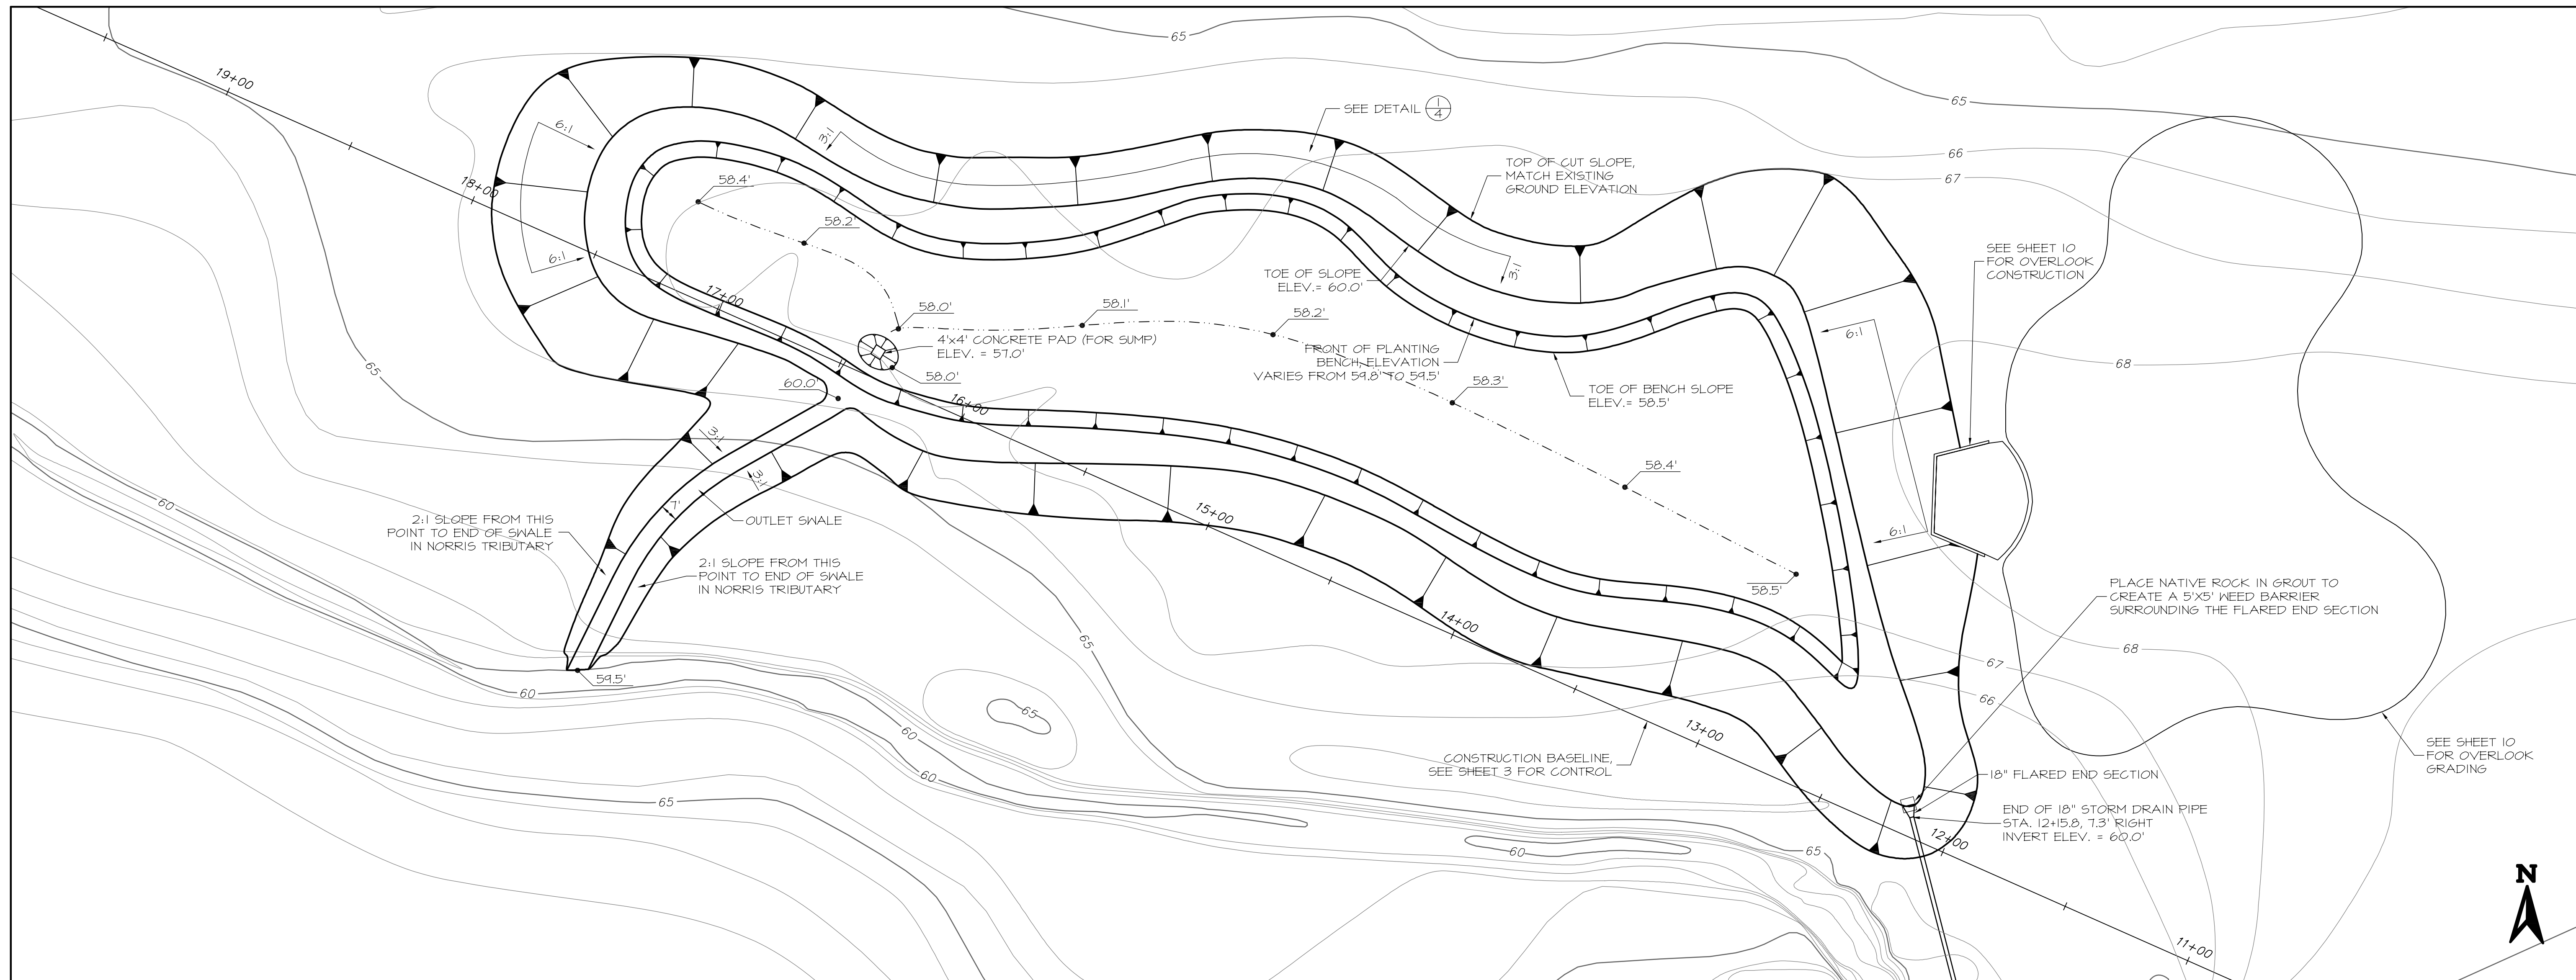 65
19+00
65
SEE DETAIL 1
4
6:1
3:1
66
TOP OF CUT SLOPE,
MATCH EXISTING
GROUND ELEVATION
67
18+00
58.4'
58.2'
6:1
SEE SHEET 10
FOR OVERLOOK
CONSTRUCTION
3:1
TOE OF SLOPE
ELEV.= 60.0'
17+00
58.0'
58.1'
58.2'
6:1
4'x4' CONCRETE PAD (FOR SUMP)
ELEV. = 57.0'
FRONT OF PLANTING
BENCH, ELEVATION
VARIES FROM 59.8' TO 59.5'
68
65
58.0'
60.0'
58.3'
TOE OF BENCH SLOPE
ELEV.= 58.5'
16+00
3:1
58.4'
3:1
60
7'
OUTLET SWALE
15+00
6:1
2:1 SLOPE FROM THIS
POINT TO END OF SWALE
IN NORRIS TRIBUTARY
2:1 SLOPE FROM THIS
POINT TO END OF SWALE
IN NORRIS TRIBUTARY
58.5'
PLACE NATIVE ROCK IN GROUT TO
CREATE A 5'X5' WEED BARRIER
SURROUNDING THE FLARED END SECTION
14+00
65
68
67
59.5'
60
66
65
60
13+00
CONSTRUCTION BASELINE,
SEE SHEET 3 FOR CONTROL
SEE SHEET 10
FOR OVERLOOK
GRADING
60
18" FLARED END SECTION
65
END OF 18" STORM DRAIN PIPE
STA. 12+15.8, 7.3' RIGHT
INVERT ELEV. = 60.0'
12+00
60
65
N
11+00